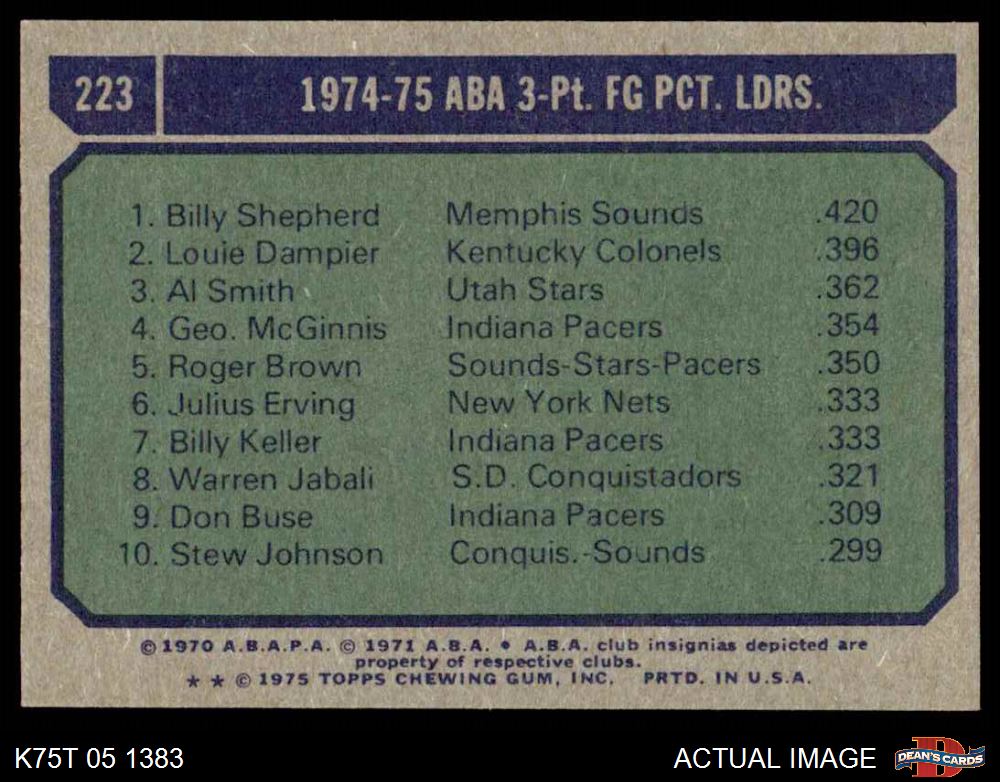 223 1974-75 ABA 3-Pt. FG PCT. LDRS.
1. Billy Shepherd Memphis Sounds .420
2. Louie Dampier Kentucky Colonels .396
3. Al Smith Utah Stars .362
4. Geo. McGinnis Indiana Pacers .354
5. Roger Brown Sounds-Stars-Pacers .350
6. Julius Erving New York Nets .333
7. Billy Keller Indiana Pacers .333
8. Warren Jabali S.D. Conquistadors .321
9. Don Buse Indiana Pacers .309
10. Stew Johnson Conquis.-Sounds .299
© 1970 A.B.A.P.A. © 1971 A.B.A. • A.B.A. club insignias depicted are
property of respective clubs.
* * © 1975 TOPPS CHEWING GUM, INC. PRTD. IN U.S.A.
K75T 05 1383 ACTUAL IMAGE D DEAN'S CARDS